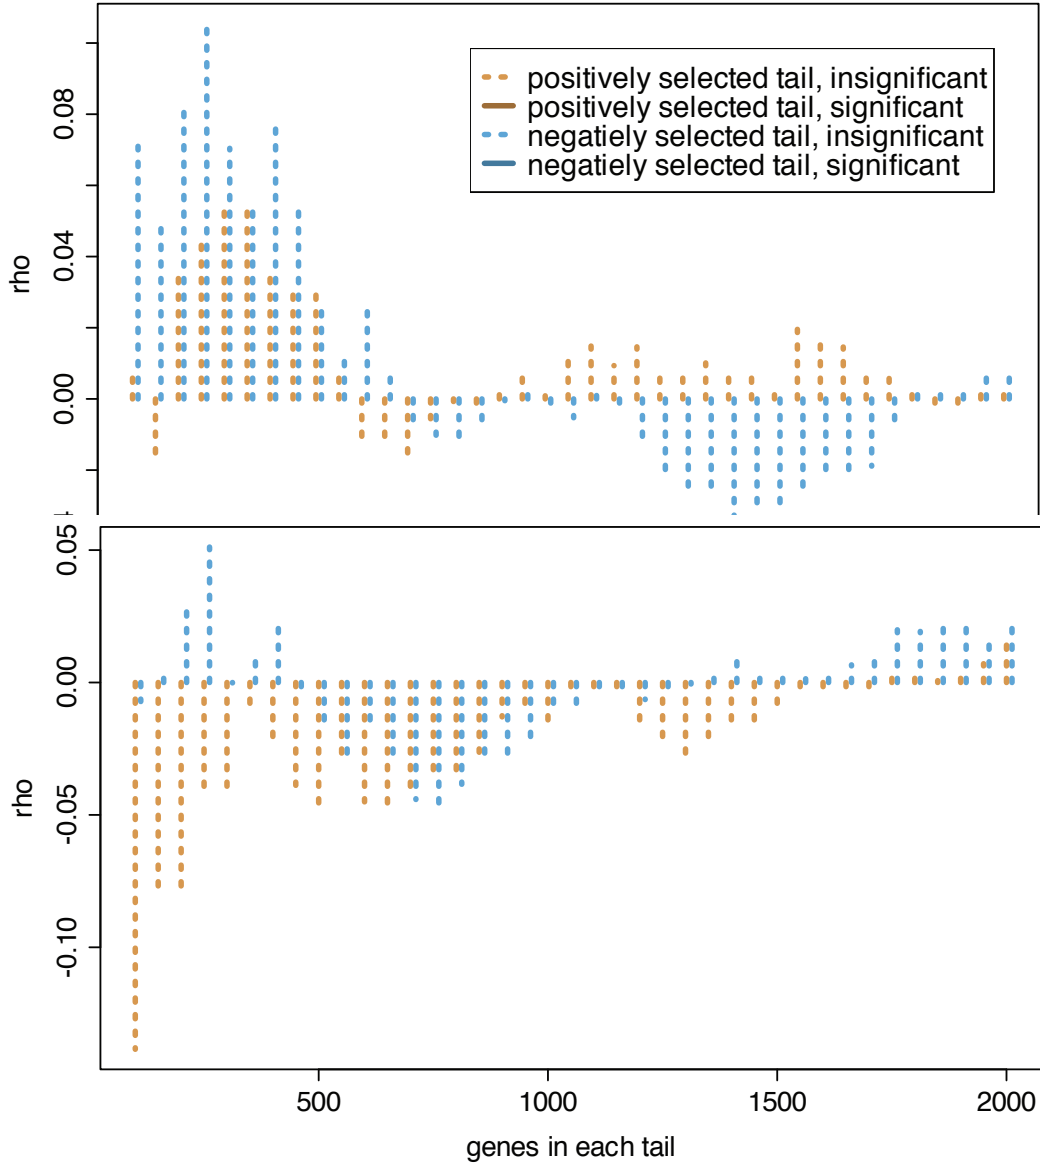 0.08
0.04
0.00
rho
positively selected tail, insignificant
positively selected tail, significant
negatiely selected tail, insignificant
negatiely selected tail, significant
0.05
0.00
-0.05
-0.10
rho
500 1000 1500 2000
genes in each tail